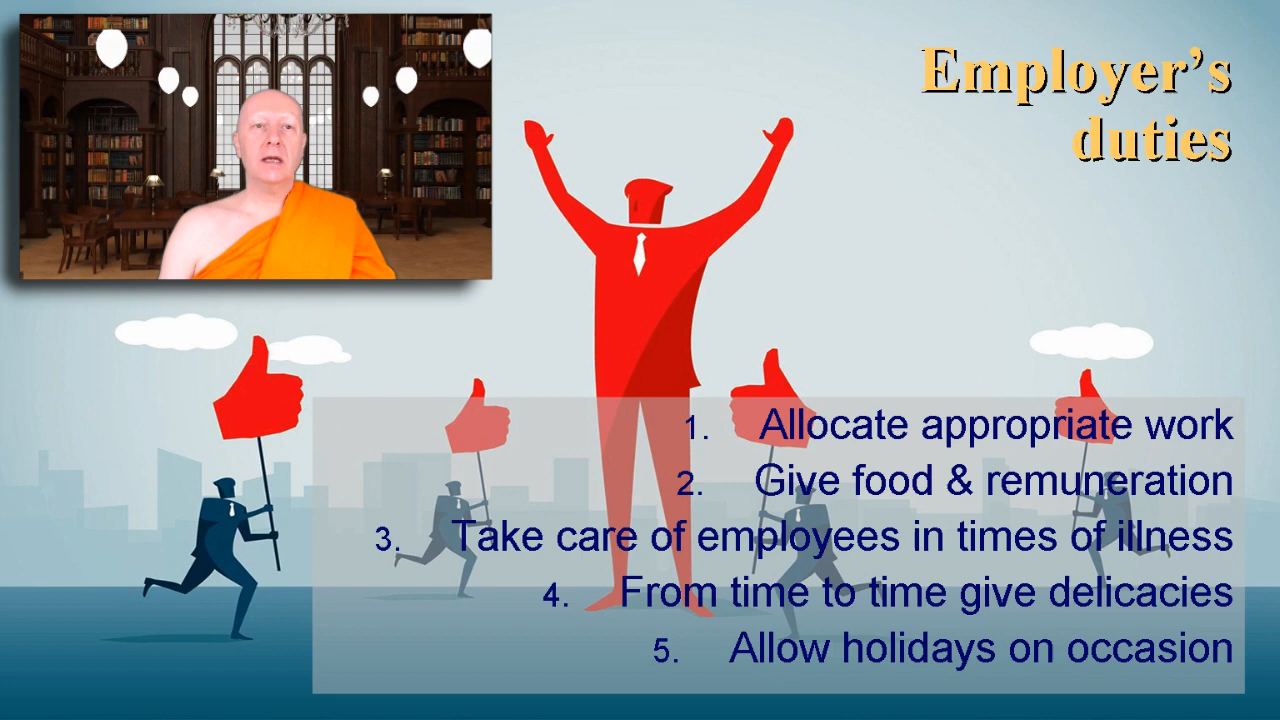 Employer’s
duties
1. Allocate appropriate work
2. Give food & remuneration
3. Take care of employees in times of illness
4. From time to time give delicacies
5. Allow holidays on occasion